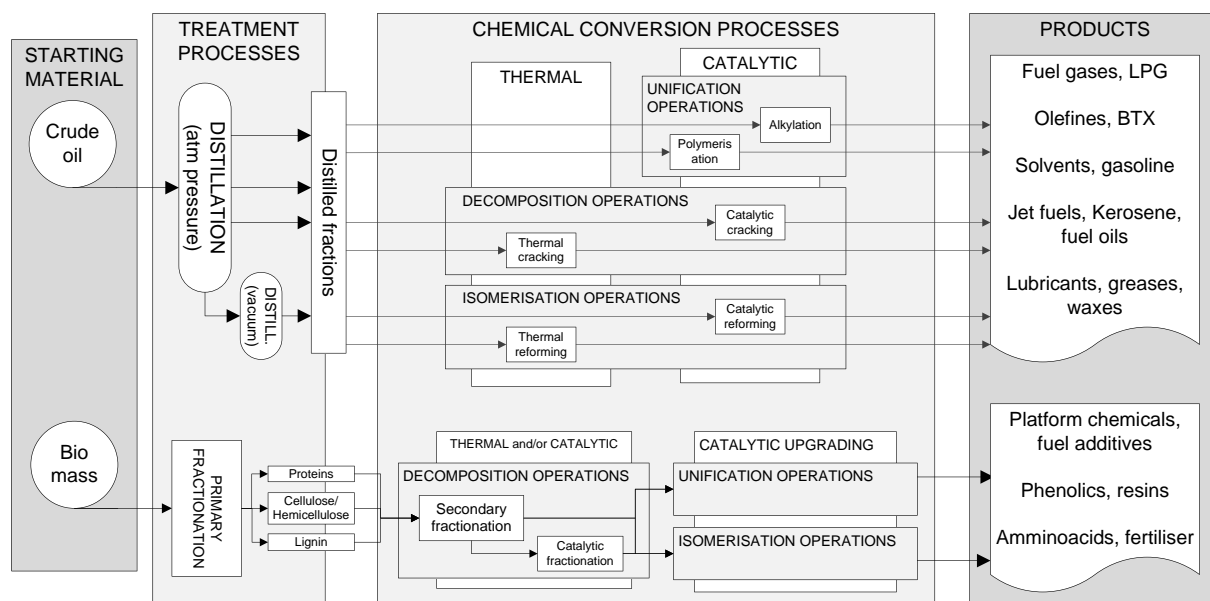 STARTING
MATERIAL
Crude
oil
Bio
mass
TREATMENT
PROCESSES
DISTILLATION
(atm pressure)
DISTILL.
(vacuum)
Distilled fractions
PRIMARY
FRACTIONATION
Proteins
Cellulose/
Hemicellulose
Lignin
CHEMICAL CONVERSION PROCESSES
THERMAL
CATALYTIC
UNIFICATION
OPERATIONS
Alkylation
Polymeris
ation
DECOMPOSITION OPERATIONS
Catalytic
cracking
Thermal
cracking
ISOMERISATION OPERATIONS
Catalytic
reforming
Thermal
reforming
THERMAL and/or CATALYTIC
DECOMPOSITION OPERATIONS
Secondary
fractionation
Catalytic
fractionation
CATALYTIC UPGRADING
UNIFICATION OPERATIONS
ISOMERISATION OPERATIONS
PRODUCTS
Fuel gases, LPG
Olefines, BTX
Solvents, gasoline
Jet fuels, Kerosene,
fuel oils
Lubricants, greases,
waxes
Platform chemicals,
fuel additives
Phenolics, resins
Amminoacids, fertiliser